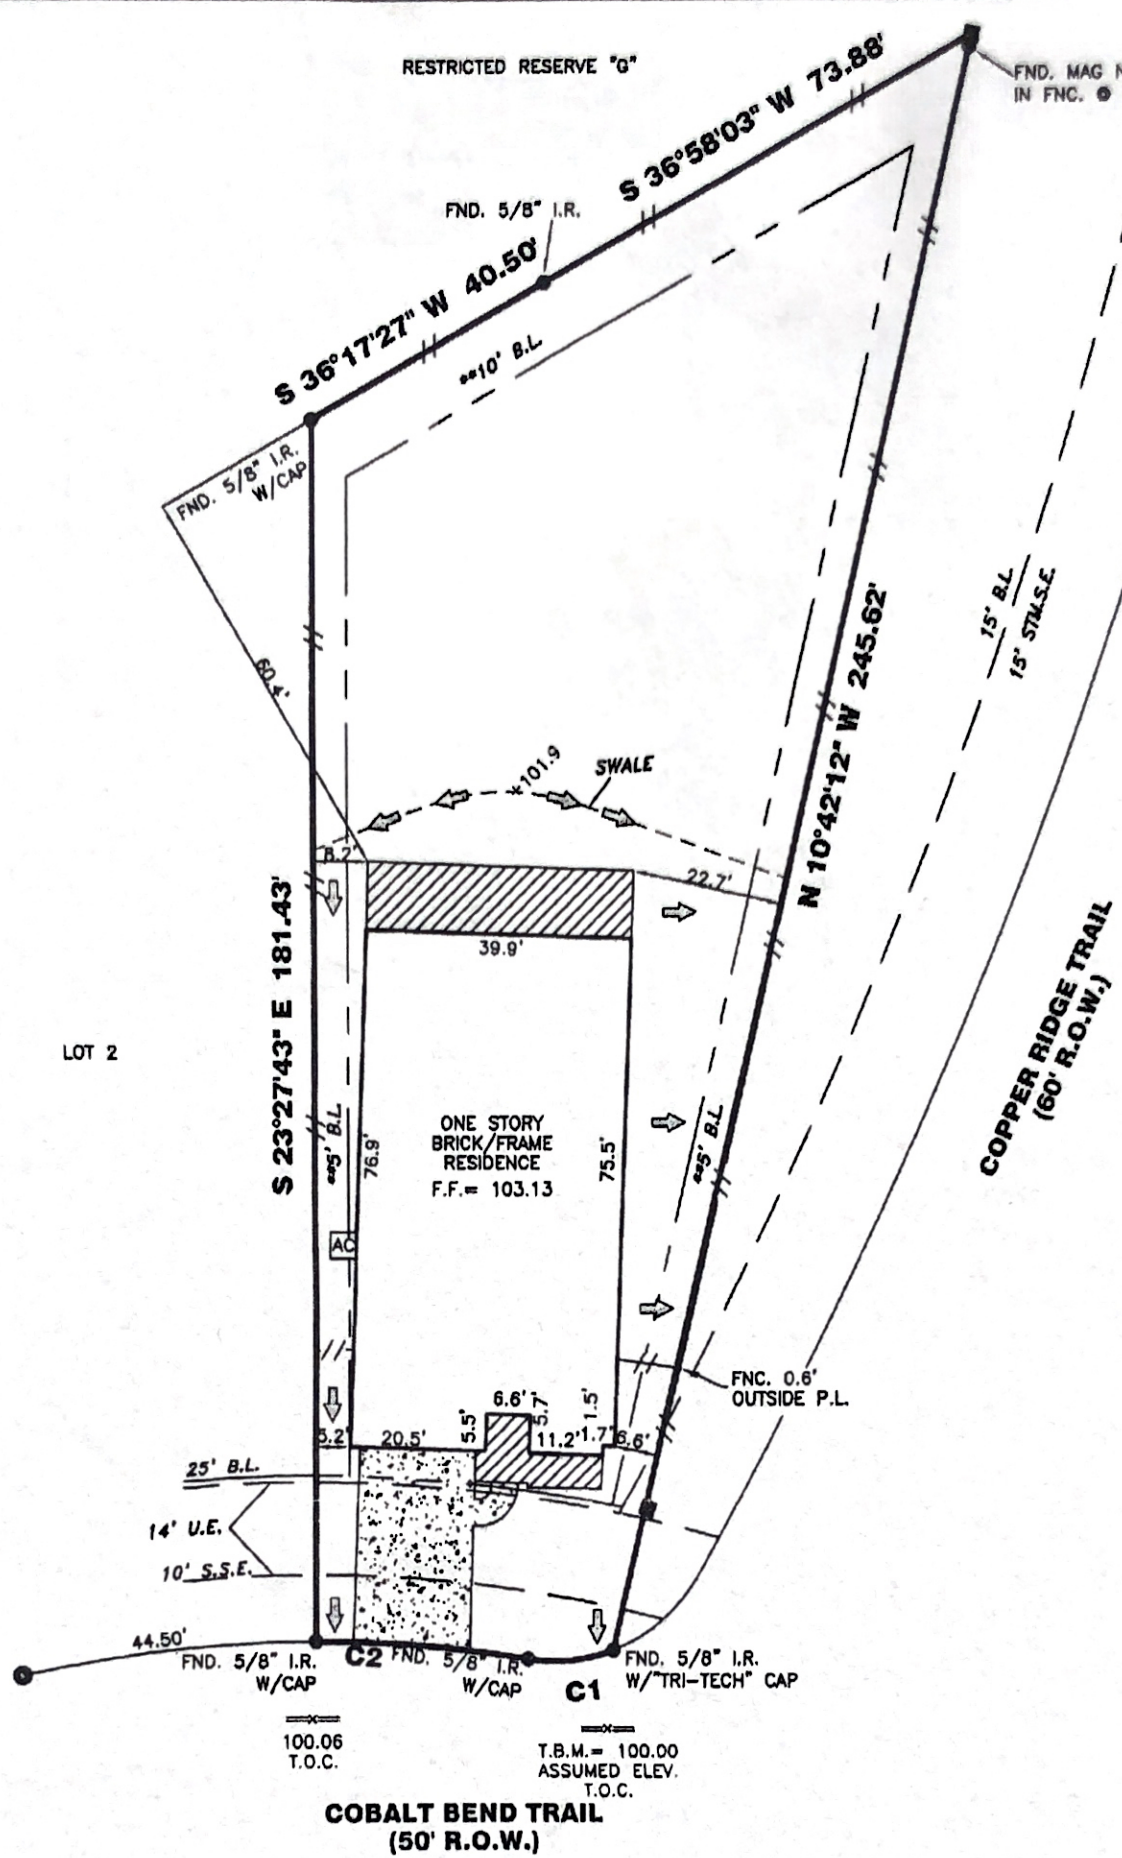 RESTRICTED RESERVE "G"
S 36°58'03" W 73.88'
FND. MAG N
IN FNC. @
FND. 5/8" I.R.
S 36°17'27" W 40.50'
**10' B.L.
FND. 5/8" I.R.
W/CAP
60.4'
15' B.L.
15' STM.S.E.
N 10°42'12" W 245.62'
101.9
SWALE
8.2'
22.7'
39.9'
S 23°27'43" E 181.43'
LOT 2
COPPER RIDGE TRAIL
(60' R.O.W.)
**5' B.L.
76.9'
ONE STORY
BRICK/FRAME
RESIDENCE
F.F.= 103.13
75.5'
**5' B.L.
AC
FNC. 0.6'
OUTSIDE P.L.
6.6'
5.5'
5.7'
1.5'
5.2'
20.5'
11.2'
1.7'
6.6'
25' B.L.
14' U.E.
10' S.S.E.
44.50'
FND. 5/8" I.R.
W/CAP
C2
FND. 5/8" I.R.
W/CAP
C1
FND. 5/8" I.R.
W/"TRI-TECH" CAP
100.06
T.O.C.
T.B.M.= 100.00
ASSUMED ELEV.
T.O.C.
COBALT BEND TRAIL
(50' R.O.W.)